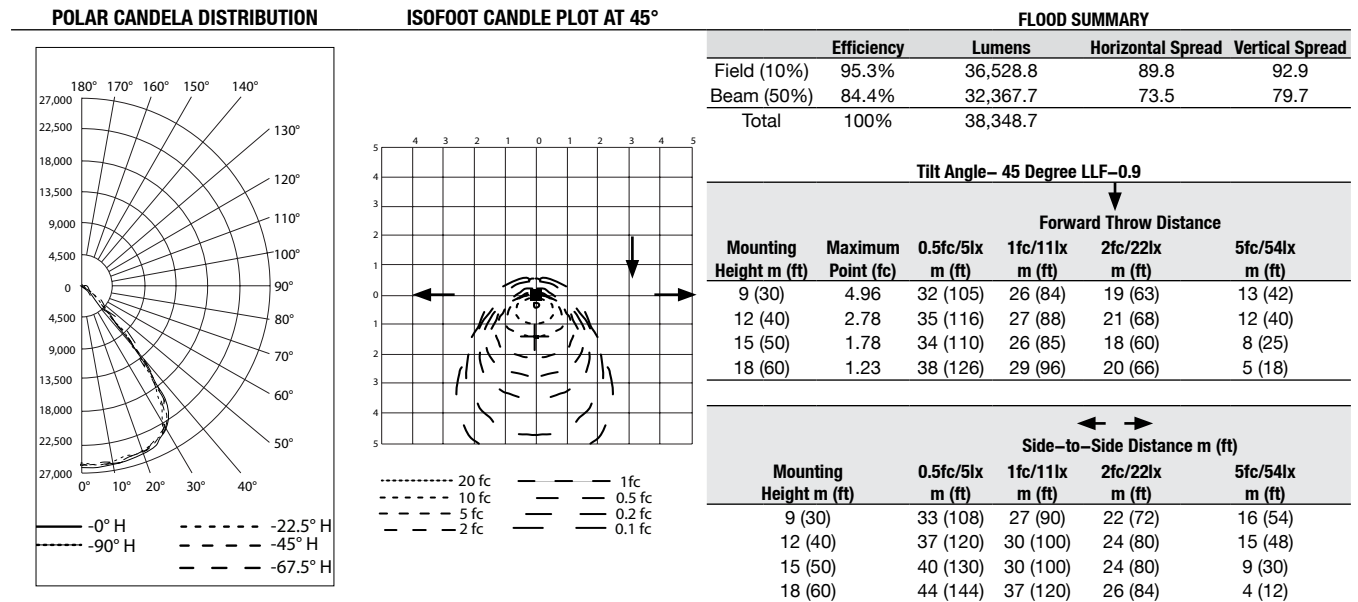 POLAR CANDELA DISTRIBUTION
180° 170° 160° 150° 140°
130°
120°
110°
100°
90°
80°
70°
60°
50°
27,000
22,500
18,000
13,500
9,000
4,500
0
4,500
9,000
13,500
18,000
22,500
27,000
0° 10° 20° 30° 40°
-0° H
-90° H
-22.5° H
-45° H
-67.5° H
ISOFOOT CANDLE PLOT AT 45°
4 3 2 1 0 1 2 3 4 5
5
4
3
2
1
0
1
2
3
4
5
20 fc
10 fc
5 fc
2 fc
1fc
0.5 fc
0.2 fc
0.1 fc
FLOOD SUMMARY
Efficiency Lumens Horizontal Spread Vertical Spread
Field (10%) 95.3% 36,528.8 89.8 92.9
Beam (50%) 84.4% 32,367.7 73.5 79.7
Total 100% 38,348.7
Tilt Angle– 45 Degree LLF–0.9
Forward Throw Distance
Mounting Maximum 0.5fc/5lx 1fc/11lx 2fc/22lx 5fc/54lx
Height m (ft) Point (fc) m (ft) m (ft) m (ft) m (ft)
9 (30) 4.96 32 (105) 26 (84) 19 (63) 13 (42)
12 (40) 2.78 35 (116) 27 (88) 21 (68) 12 (40)
15 (50) 1.78 34 (110) 26 (85) 18 (60) 8 (25)
18 (60) 1.23 38 (126) 29 (96) 20 (66) 5 (18)
Side–to–Side Distance m (ft)
Mounting 0.5fc/5lx 1fc/11lx 2fc/22lx 5fc/54lx
Height m (ft) m (ft) m (ft) m (ft) m (ft)
9 (30) 33 (108) 27 (90) 22 (72) 16 (54)
12 (40) 37 (120) 30 (100) 24 (80) 15 (48)
15 (50) 40 (130) 30 (100) 24 (80) 9 (30)
18 (60) 44 (144) 37 (120) 26 (84) 4 (12)